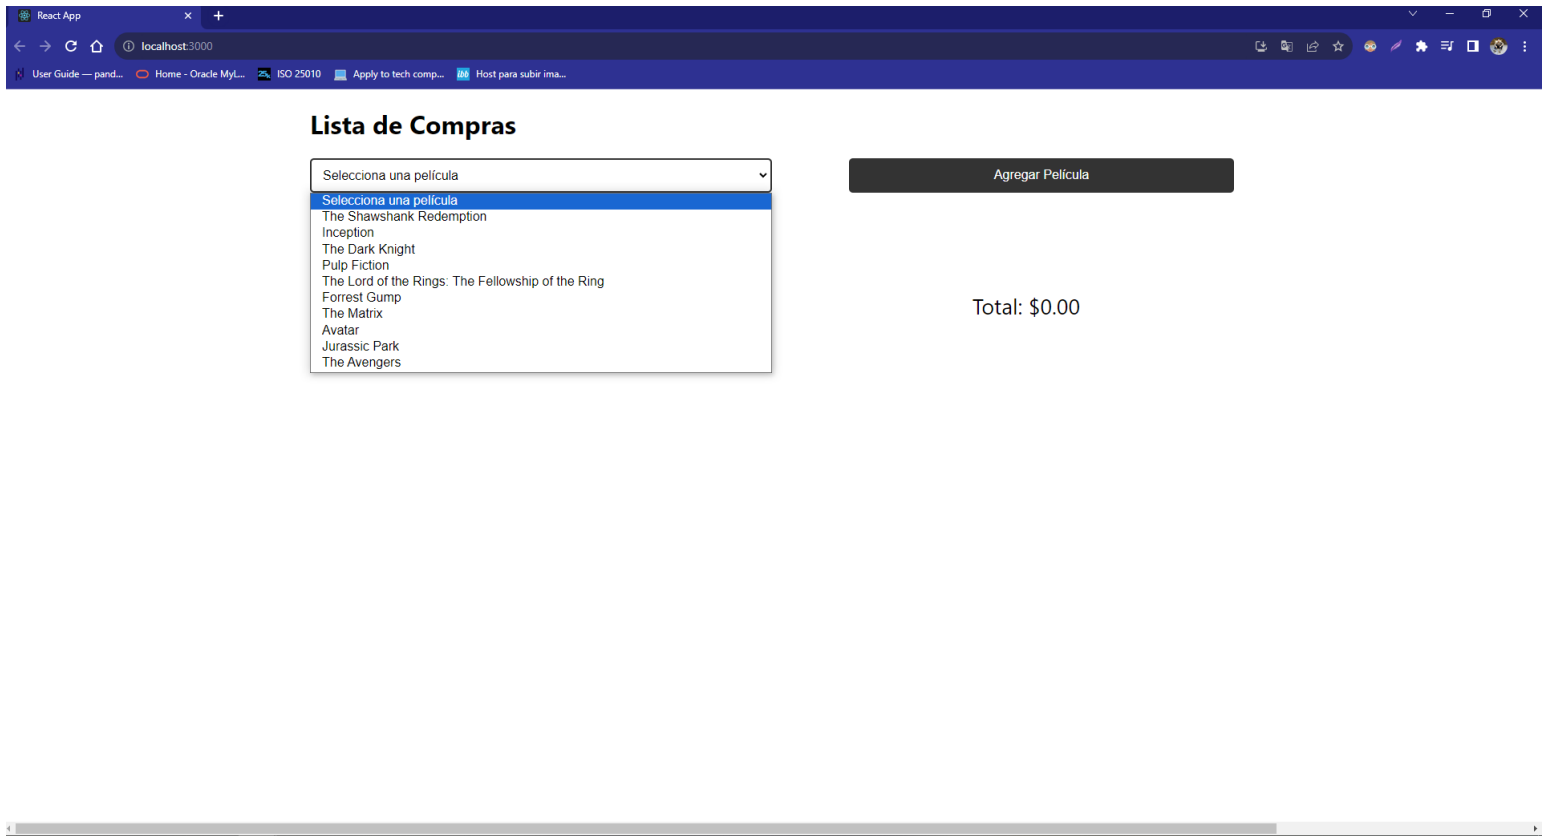 React App
localhost:3000
User Guide — pand...
Home - Oracle MyL...
25
ISO 25010
Apply to tech comp...
ibb
Host para subir ima...
Lista de Compras
Selecciona una película
Agregar Película
Selecciona una película
The Shawshank Redemption
Inception
The Dark Knight
Pulp Fiction
The Lord of the Rings: The Fellowship of the Ring
Forrest Gump
The Matrix
Avatar
Jurassic Park
The Avengers
Total: $0.00